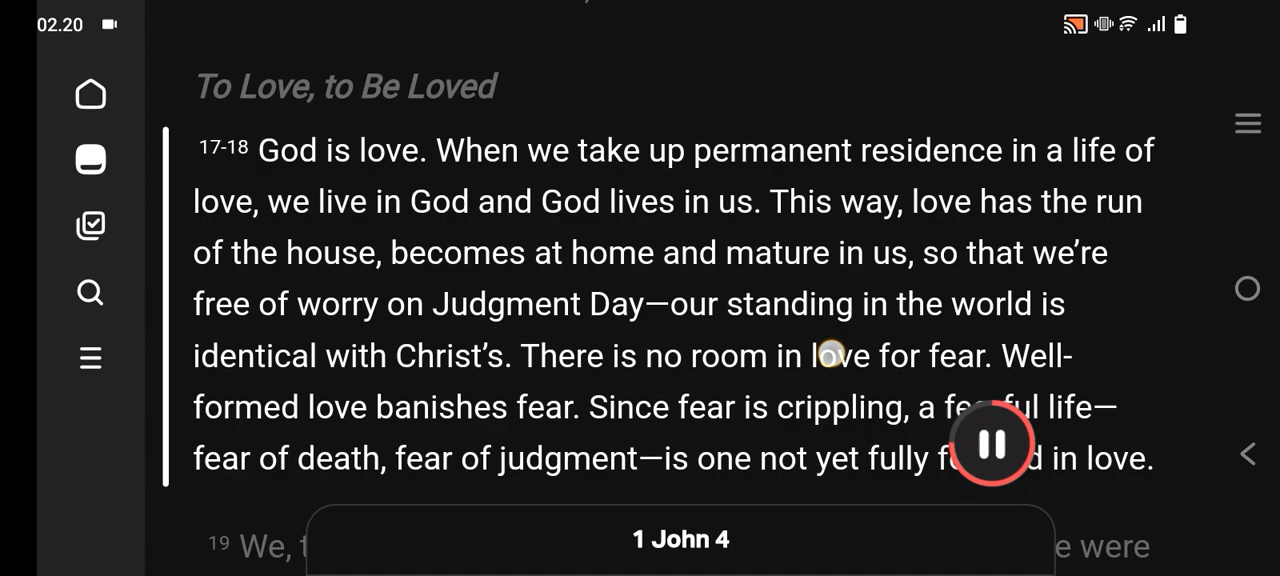 02.20
To Love, to Be Loved
17-18 God is love. When we take up permanent residence in a life of
love, we live in God and God lives in us. This way, love has the run
of the house, becomes at home and mature in us, so that we’re
free of worry on Judgment Day—our standing in the world is
identical with Christ’s. There is no room in love for fear. Well-
formed love banishes fear. Since fear is crippling, a fearful life—
fear of death, fear of judgment—is one not yet fully in love.
19 We, e were
1 John 4